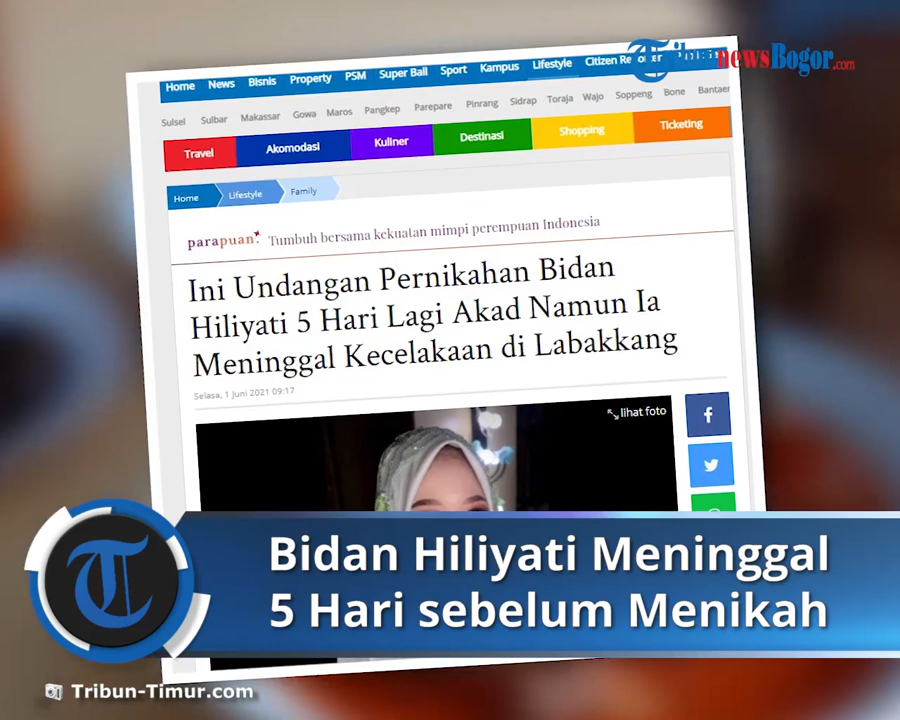 TribunnewsBogor.com
Home News Bisnis Property PSM Super Ball Sport Kampus Lifestyle Citizen Reporter
Sulsel Sulbar Makassar Gowa Maros Pangkep Parepare Pinrang Sidrap Toraja Wajo Soppeng Bone Bantaen
Travel Akomodasi Kuliner Destinasi Shopping Ticketing
Home Lifestyle Family
parapuan. Tumbuh bersama kekuatan mimpi perempuan Indonesia
Ini Undangan Pernikahan Bidan
Hiliyati 5 Hari Lagi Akad Namun Ia
Meninggal Kecelakaan di Labakkang
Selasa, 1 Juni 2021 09:17
lihat foto
Bidan Hiliyati Meninggal
5 Hari sebelum Menikah
T
Tribun-Timur.com